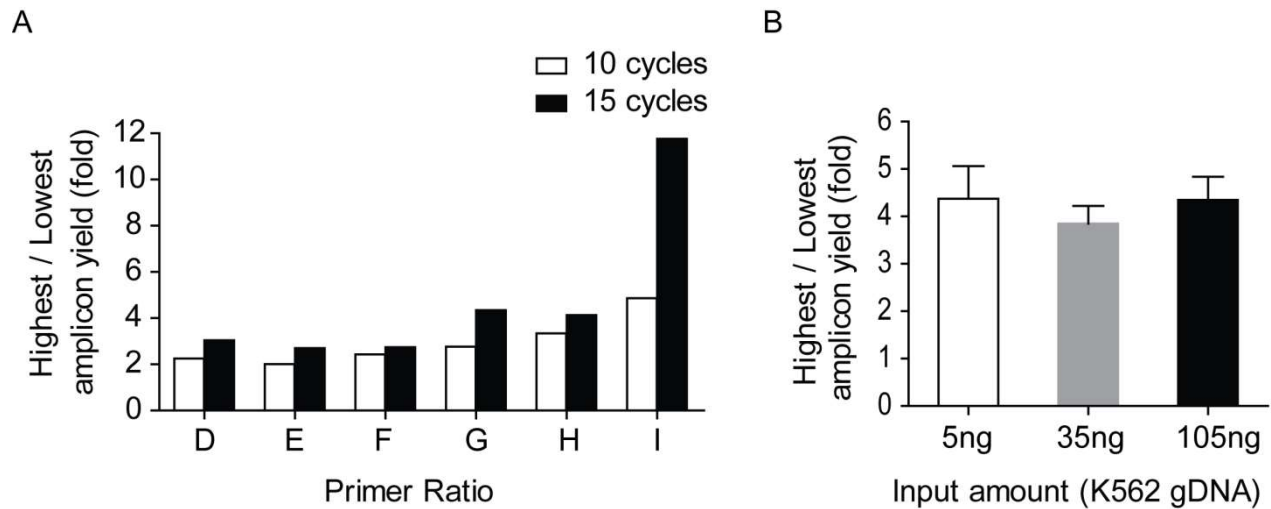 A
10 cycles
15 cycles
Highest / Lowest
amplicon yield (fold)
12
10
8
6
4
2
0
D E F G H I
Primer Ratio
B
Highest / Lowest
amplicon yield (fold)
6
5
4
3
2
1
0
5ng 35ng 105ng
Input amount (K562 gDNA)